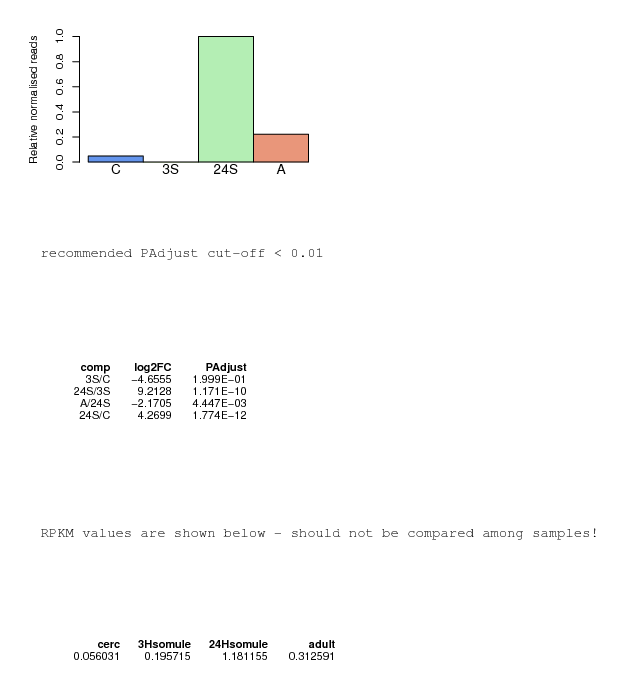 Relative normalised reads
1.0
0.8
0.6
0.4
0.2
0.0
C 3S 24S A
recommended PAdjust cut-off < 0.01
comp log2FC PAdjust
3S/C −4.6555 1.999E−01
24S/3S 9.2128 1.171E−10
A/24S −2.1705 4.447E−03
24S/C 4.2699 1.774E−12
RPKM values are shown below - should not be compared among samples!
cerc 3Hsomule 24Hsomule adult
0.056031 0.195715 1.181155 0.312591